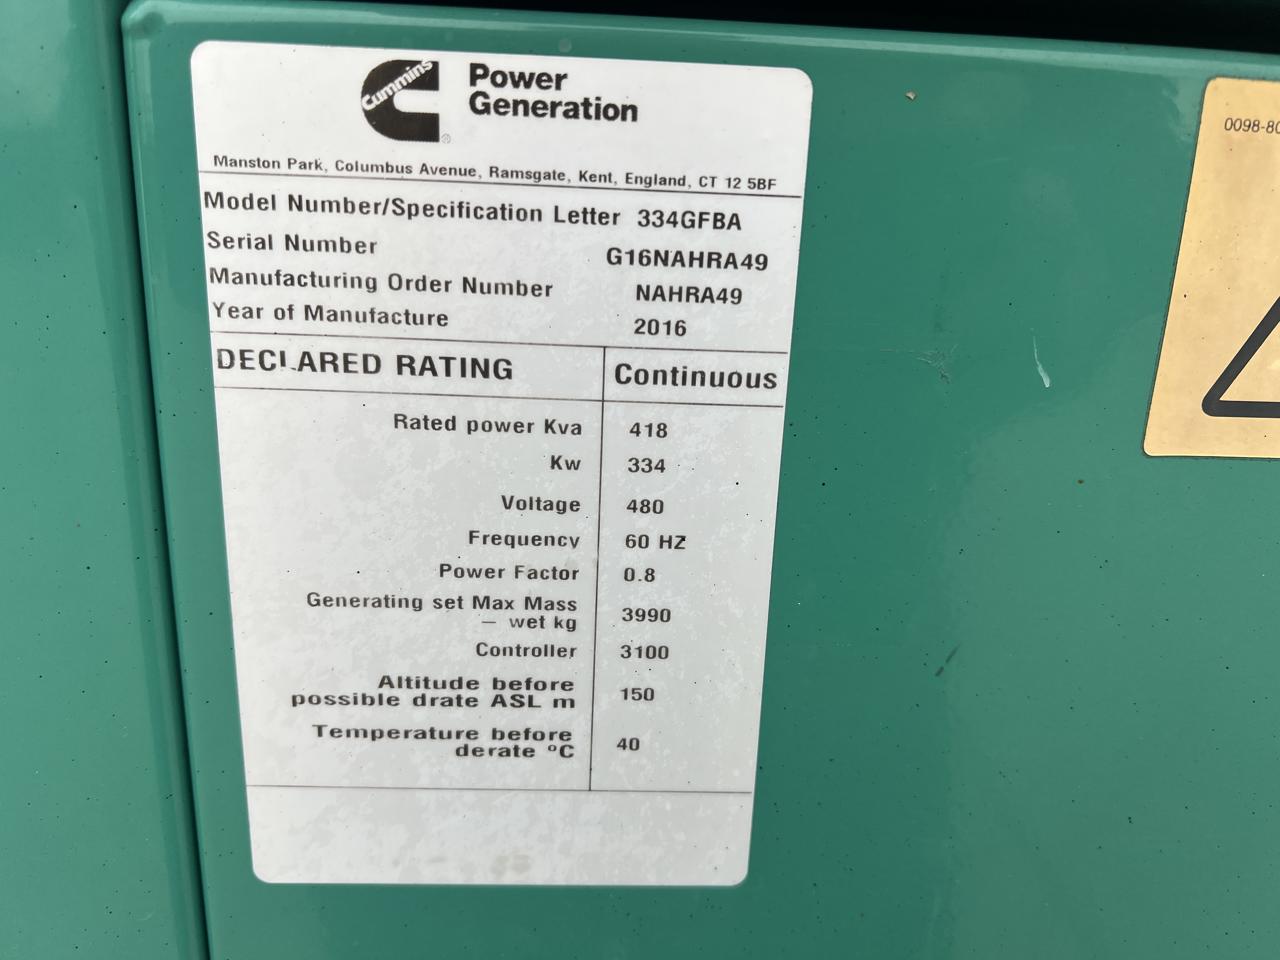 Cummins
Power
Generation
®
Manston Park, Columbus Avenue, Ramsgate, Kent, England, CT 12 5BF
Model Number/Specification Letter 334GFBA
Serial Number G16NAHRA49
Manufacturing Order Number NAHRA49
Year of Manufacture 2016
DECLARED RATING Continuous
Rated power Kva 418
Kw 334
Voltage 480
Frequency 60 HZ
Power Factor 0.8
Generating set Max Mass
— wet kg 3990
Controller 3100
Altitude before
possible drate ASL m 150
Temperature before
derate ºC 40